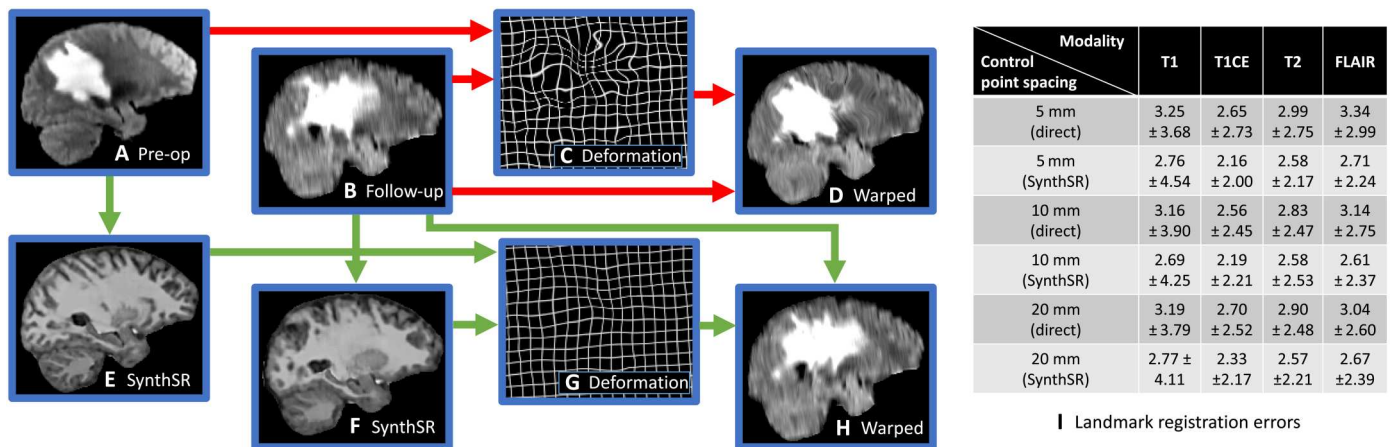 A Pre-op
B Follow-up
C Deformation
D Warped
E SynthSR
F SynthSR
G Deformation
H Warped
Modality
Control
point spacing
T1 T1CE T2 FLAIR
5 mm 3.25 2.65 2.99 3.34
(direct) ± 3.68 ± 2.73 ± 2.75 ± 2.99
5 mm 2.76 2.16 2.58 2.71
(SynthSR) ± 4.54 ± 2.00 ± 2.17 ± 2.24
10 mm 3.16 2.56 2.83 3.14
(direct) ± 3.90 ± 2.45 ± 2.47 ± 2.75
10 mm 2.69 2.19 2.58 2.61
(SynthSR) ± 4.25 ± 2.21 ± 2.53 ± 2.37
20 mm 3.19 2.70 2.90 3.04
(direct) ± 3.79 ± 2.52 ± 2.48 ± 2.60
20 mm 2.77 ± 2.33 2.57 2.67
(SynthSR) 4.11 ±2.17 ±2.21 ±2.39
I Landmark registration errors